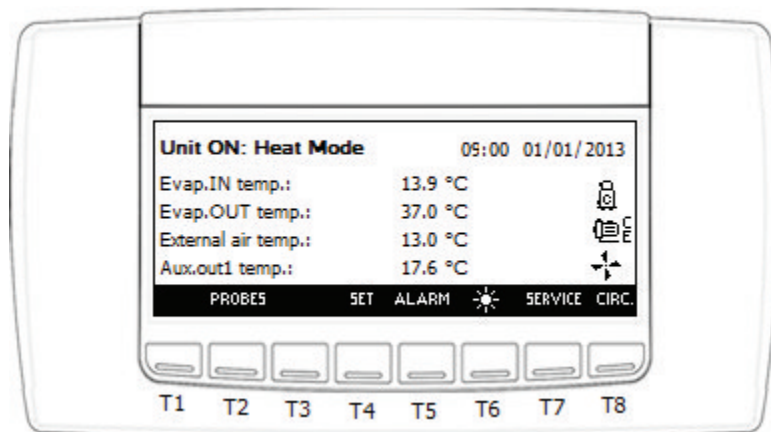 Unit ON: Heat Mode 09:00 01/01/2013
Evap.IN temp.: 13.9 °C
Evap.OUT temp.: 37.0 °C
External air temp.: 13.0 °C
Aux.out1 temp.: 17.6 °C
C
C
E
PROBES SET ALARM SERVICE CIRC.
T1 T2 T3 T4 T5 T6 T7 T8